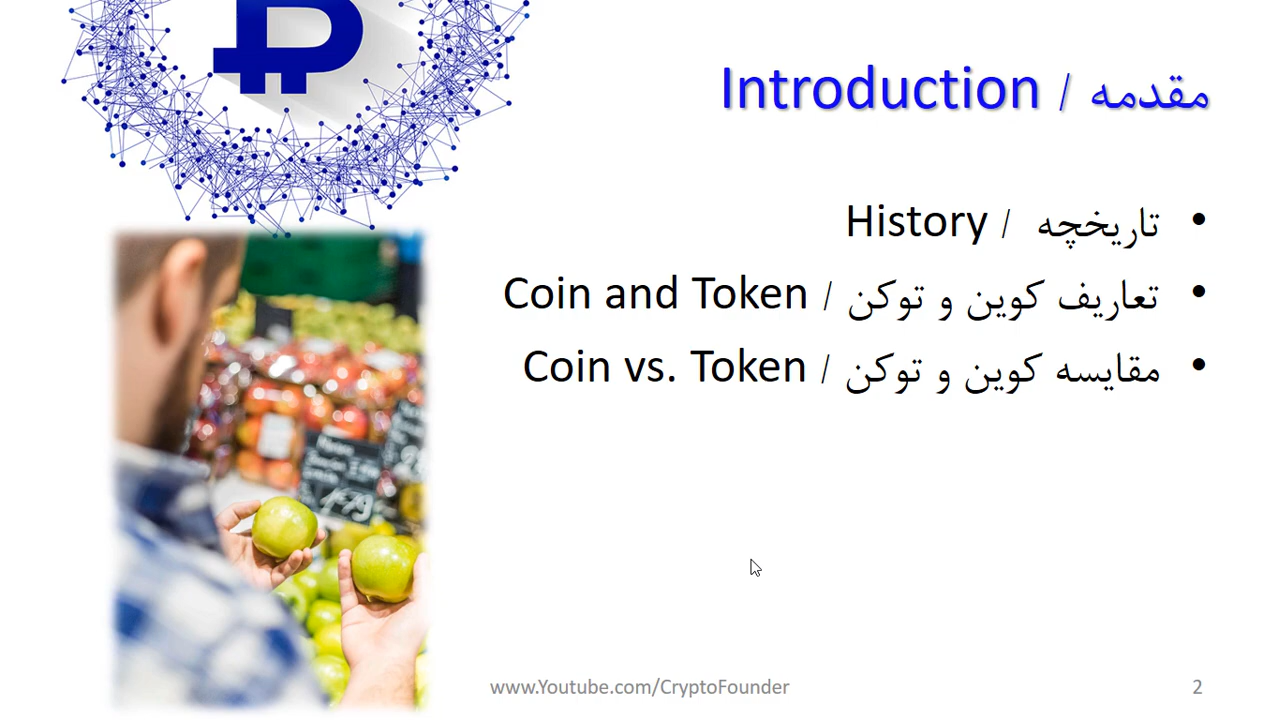 مقدمه / Introduction
• تاریخچه / History
• تعاریف کوین و توکن / Coin and Token
• مقایسه کوین و توکن / Coin vs. Token
www.Youtube.com/CryptoFounder
2